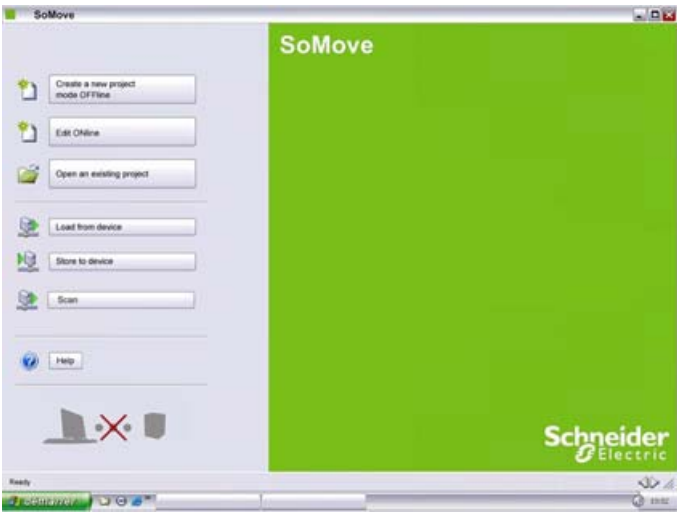 SoMove
SoMove
Create a new project
mode OFFline
Edit ONline
Open an existing project
Load from device
Store to device
Scan
Help
Schneider
Electric
Ready
démarrer